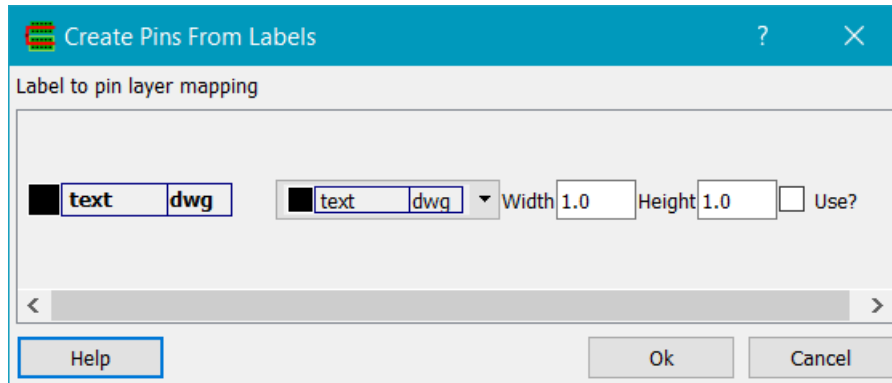 Create Pins From Labels ?
Label to pin layer mapping
text dwg text dwg Width 1.0 Height 1.0 Use?
Help Ok Cancel